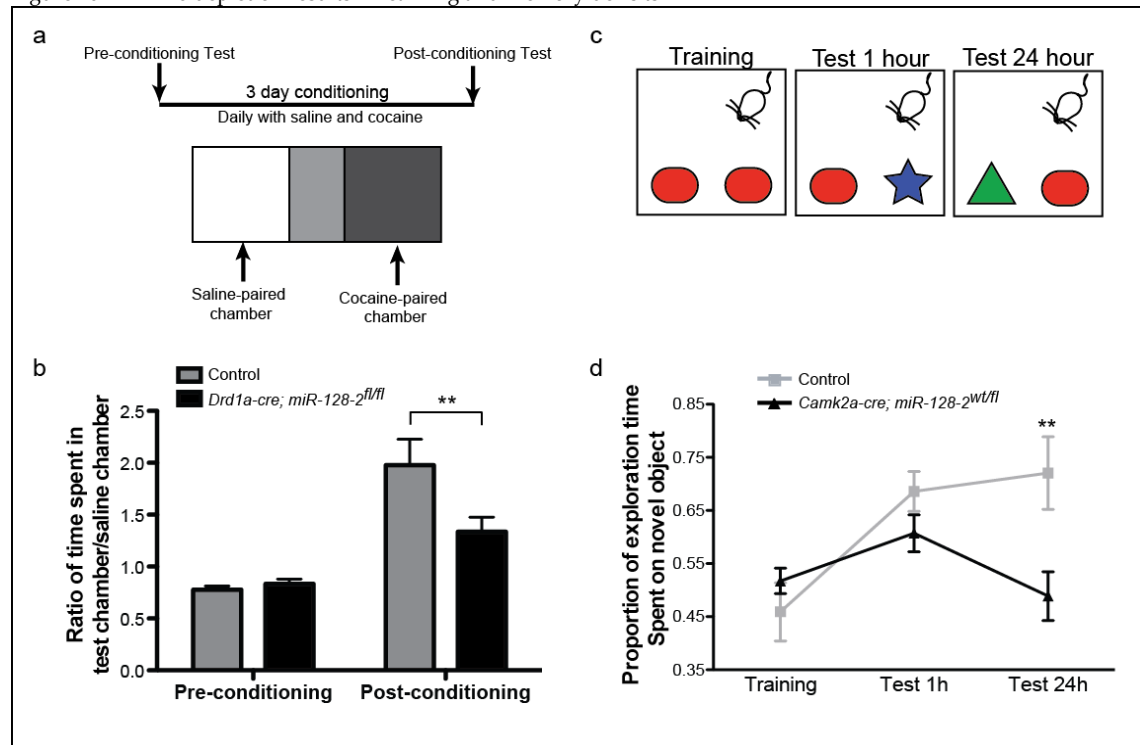 a
Pre-conditioning Test
Post-conditioning Test
3 day conditioning
Daily with saline and cocaine
Saline-paired
chamber
Cocaine-paired
chamber
b
Control
Drd1a-cre; miR-128-2fl/fl
Ratio of time spent in
test chamber/saline chamber
2.5
2.0
1.5
1.0
0.5
0.0
**
Pre-conditioning
Post-conditioning
c
Training
Test 1 hour
Test 24 hour
d
Control
Camk2a-cre; miR-128-2wt/fl
Proportion of exploration time
Spent on novel object
0.85
0.75
0.65
0.55
0.45
0.35
**
Training
Test 1h
Test 24h